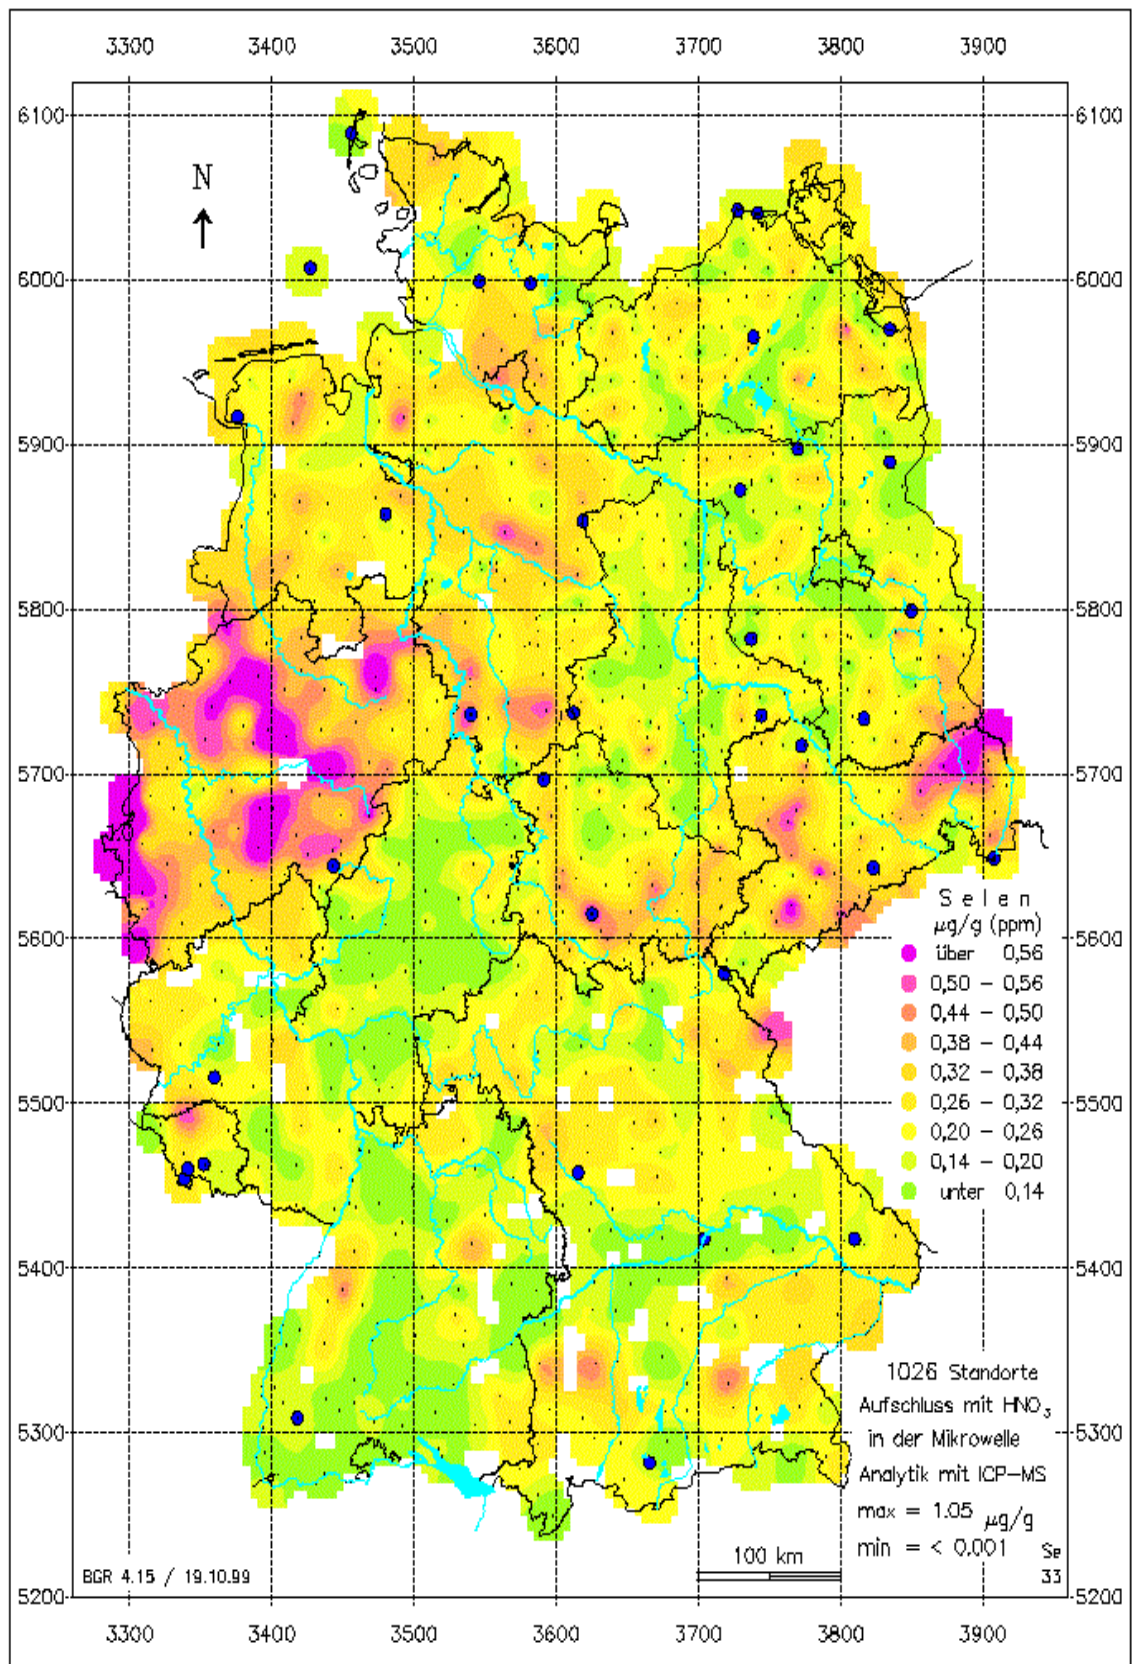 3300 3400 3500 3600 3700 3800 3900
6100 6100
N
6000 6000
5900 5900
5800 5800
5700 5700
Selen
µg/g (ppm)
5600 5600
über 0,56
0,50 – 0,56
0,44 – 0,50
0,38 – 0,44
0,32 – 0,38
0,26 – 0,32
5500 5500
0,20 – 0,26
0,14 – 0,20
unter 0,14
5400 5400
1026 Standorte
Aufschluss mit HNO3
in der Mikrowelle
5300 5300
Analytik mit ICP-MS
max = 1.05 µg/g
min = < 0.001
100 km
Se
33
BGR 4.15 / 19.10.99
5200 5200
3300 3400 3500 3600 3700 3800 3900